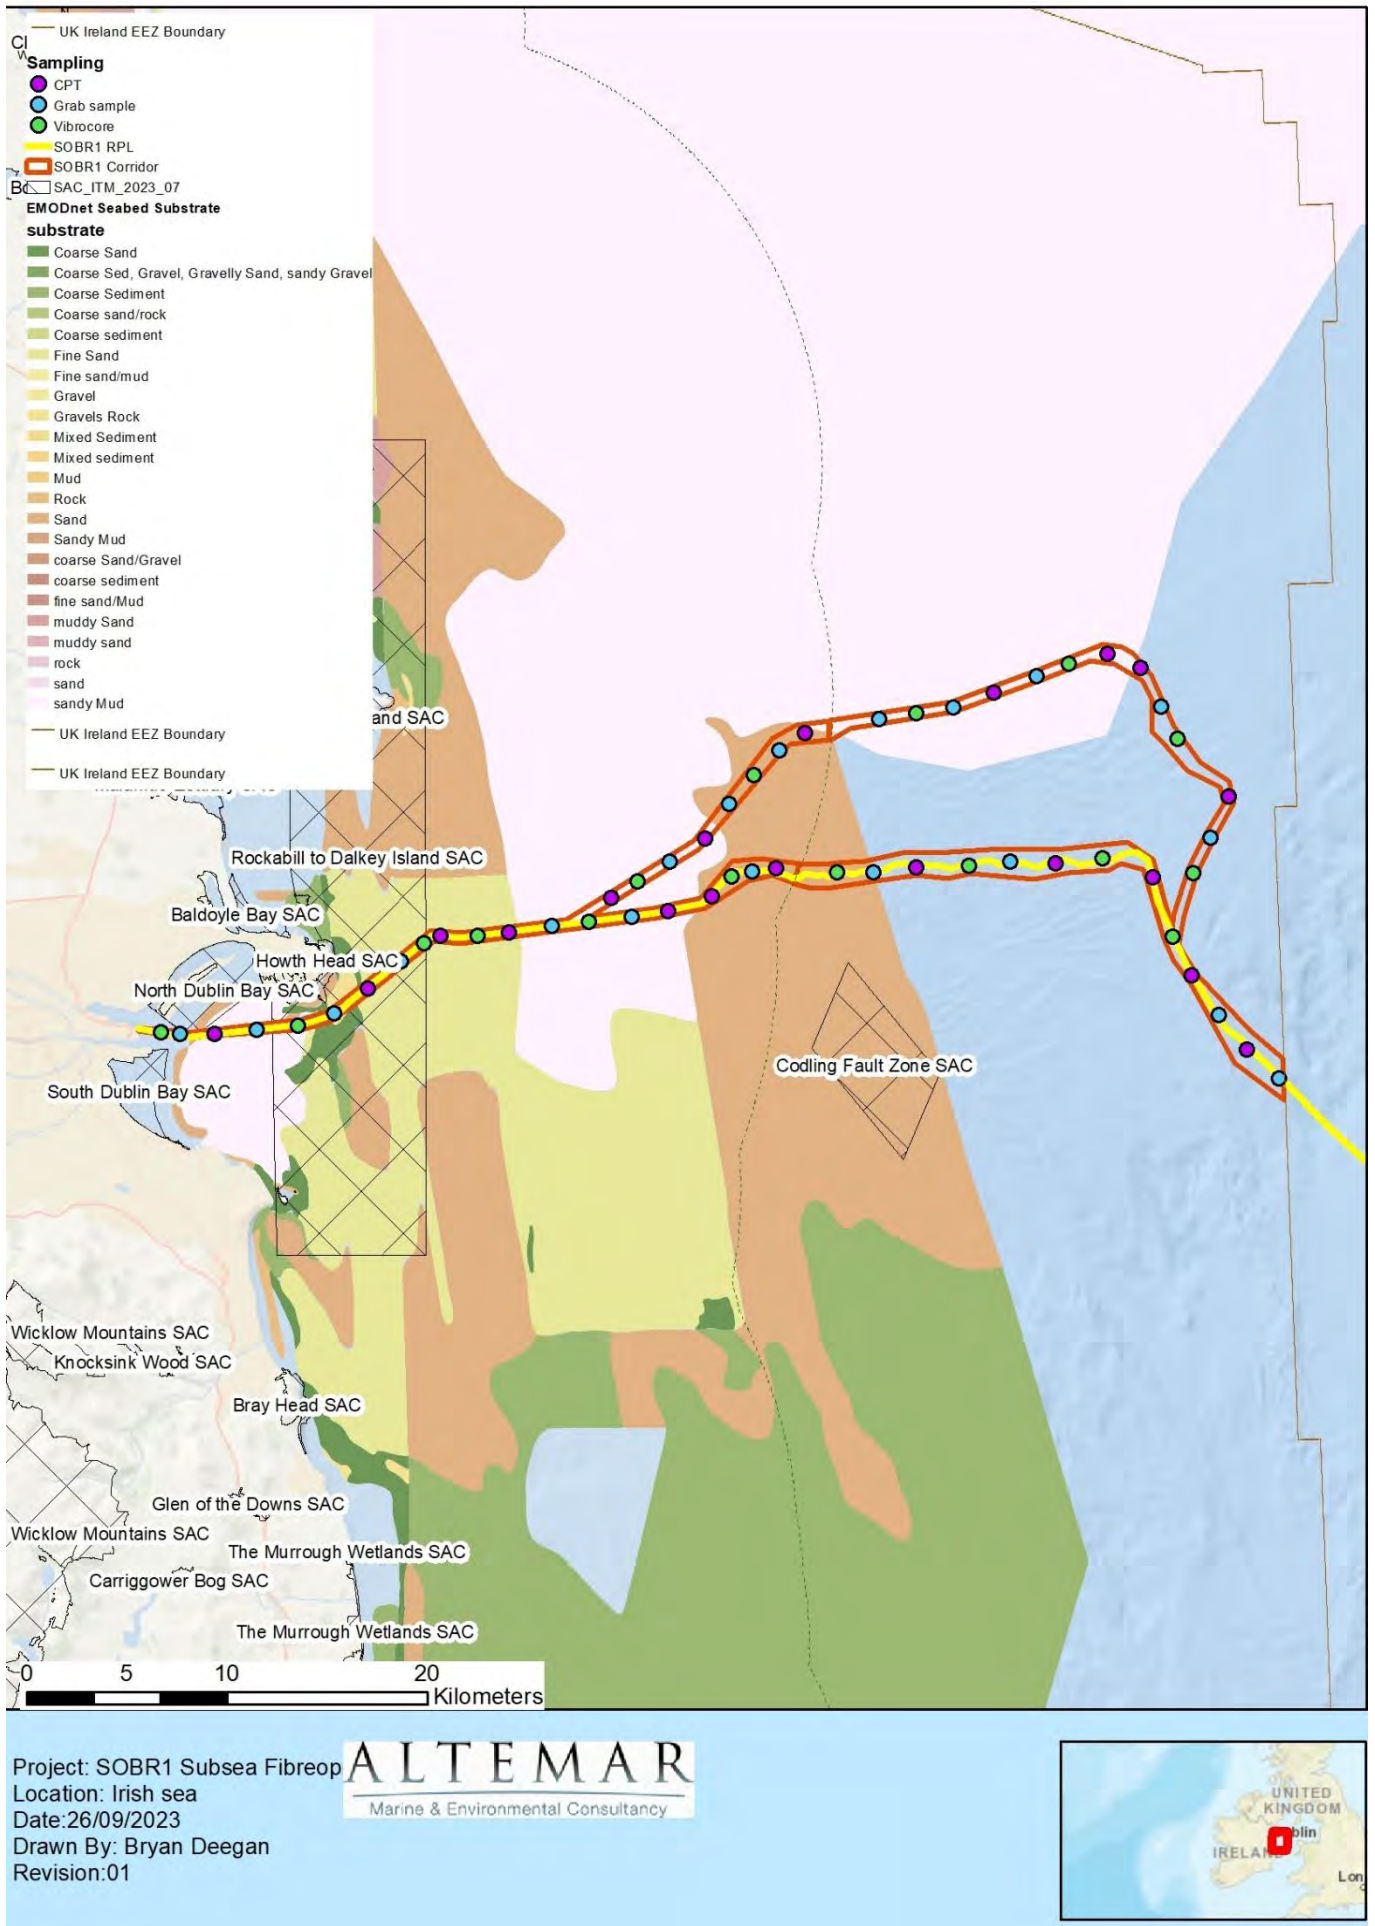 UK Ireland EEZ Boundary
Sampling
CPT
Grab sample
Vibrocore
SOBR1 RPL
SOBR1 Corridor
SAC_ITM_2023_07
EMODnet Seabed Substrate
substrate
Coarse Sand
Coarse Sed, Gravel, Gravelly Sand, sandy Gravel
Coarse Sediment
Coarse sand/rock
Coarse sediment
Fine Sand
Fine sand/mud
Gravel
Gravels Rock
Mixed Sediment
Mixed sediment
Mud
Rock
Sand
Sandy Mud
coarse Sand/Gravel
coarse sediment
fine sand/Mud
muddy Sand
muddy sand
rock
sand
sandy Mud
UK Ireland EEZ Boundary
UK Ireland EEZ Boundary
and SAC
Rockabill to Dalkey Island SAC
Baldoyle Bay SAC
Howth Head SAC
North Dublin Bay SAC
South Dublin Bay SAC
Codling Fault Zone SAC
Wicklow Mountains SAC
Knocksink Wood SAC
Bray Head SAC
Glen of the Downs SAC
Wicklow Mountains SAC
The Murrough Wetlands SAC
Carriggower Bog SAC
The Murrough Wetlands SAC
0 5 10 20
Kilometers
Project: SOBR1 Subsea Fibreop
Location: Irish sea
Date:26/09/2023
Drawn By: Bryan Deegan
Revision:01
ALTEMAR
Marine & Environmental Consultancy
UNITED
KINGDOM
blin
IRELAN
Lon